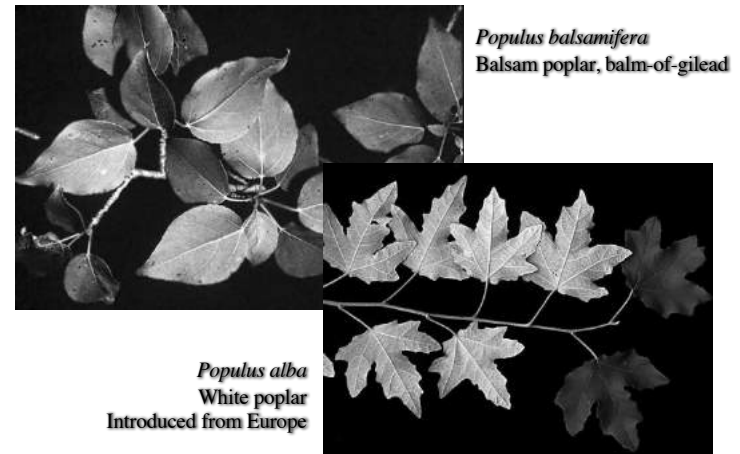 Populus balsamifera
Balsam poplar, balm-of-gilead
Populus alba
White poplar
Introduced from Europe